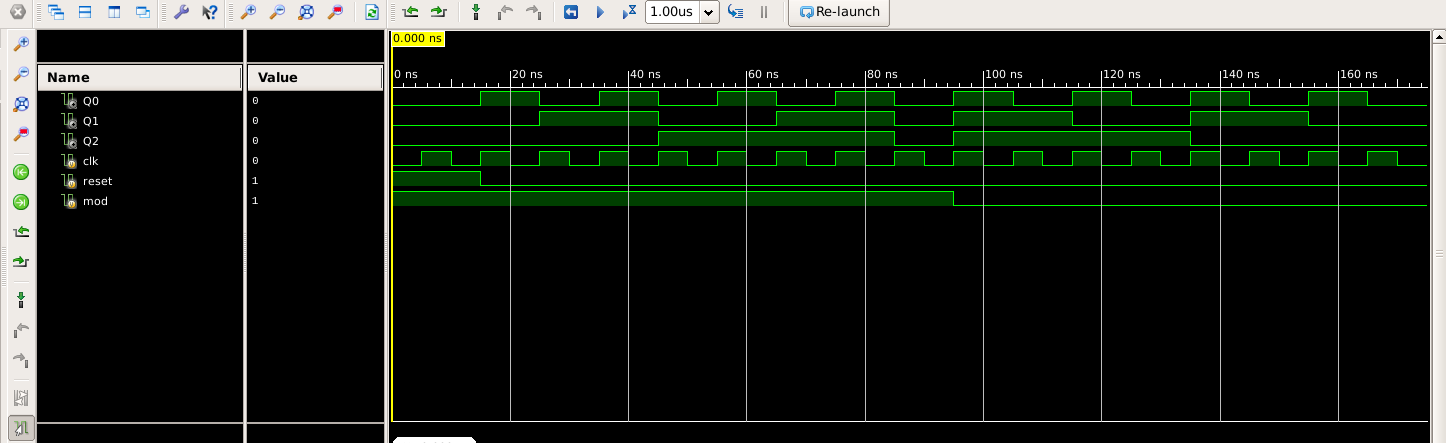 1.00us Re-launch
0.000 ns
Name Value
0 ns 20 ns 40 ns 60 ns 80 ns 100 ns 120 ns 140 ns 160 ns
Q0 0
Q1 0
Q2 0
clk 0
reset 1
mod 1